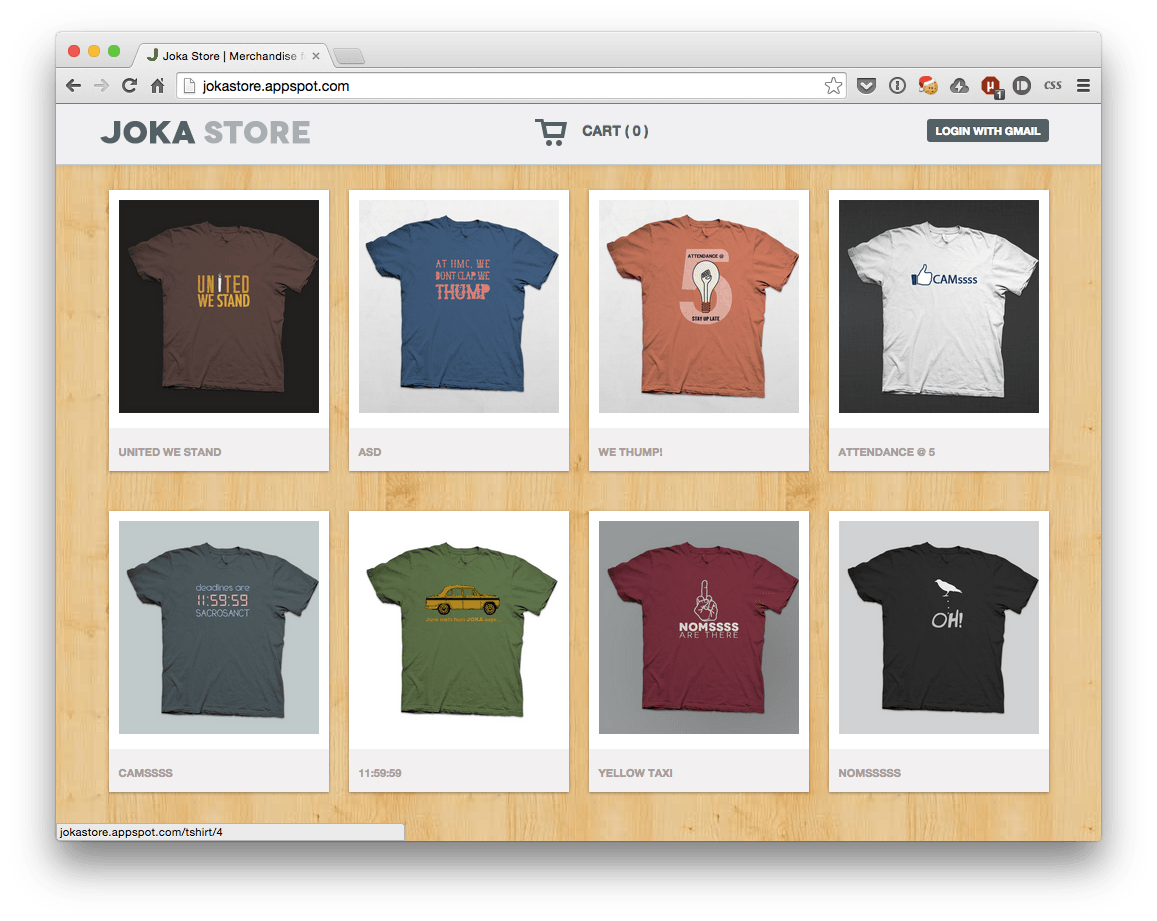 Joka Store | Merchandise f
jokastore.appspot.com
1
CSS
JOKA STORE
CART ( 0 )
LOGIN WITH GMAIL
UNITED
WE STAND
AT IIMC, WE
DON'T CLAP, WE
THUMP
ATTENDANCE @
5
STAY UP LATE
CAMssss
UNITED WE STAND
ASD
WE THUMP!
ATTENDANCE @ 5
deadlines are
11:59:59
SACROSANCT
JOKA
NOMSSSS
ARE THERE
OH!
CAMSSSS
11:59:59
YELLOW TAXI
NOMSSSSS
jokastore.appspot.com/tshirt/4